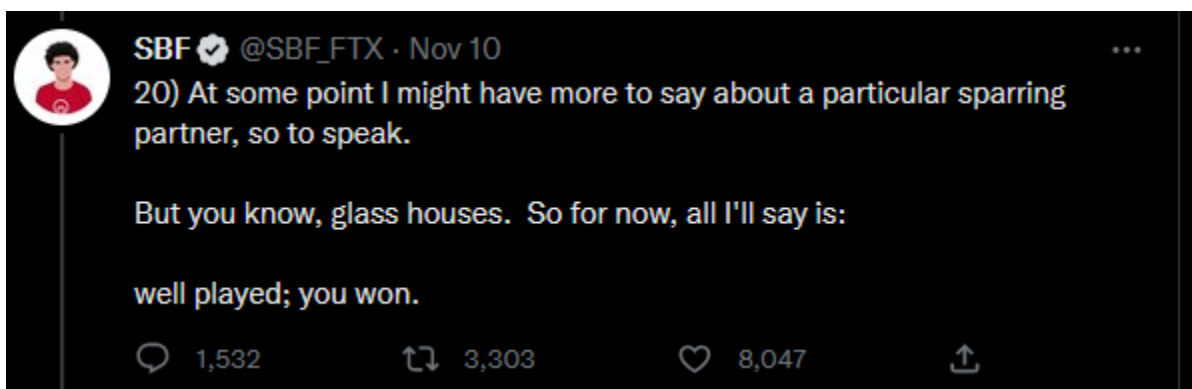 SBF @SBF_FTX · Nov 10
20) At some point I might have more to say about a particular sparring
partner, so to speak.
But you know, glass houses.  So for now, all I'll say is:
well played; you won.
1,532 3,303 8,047